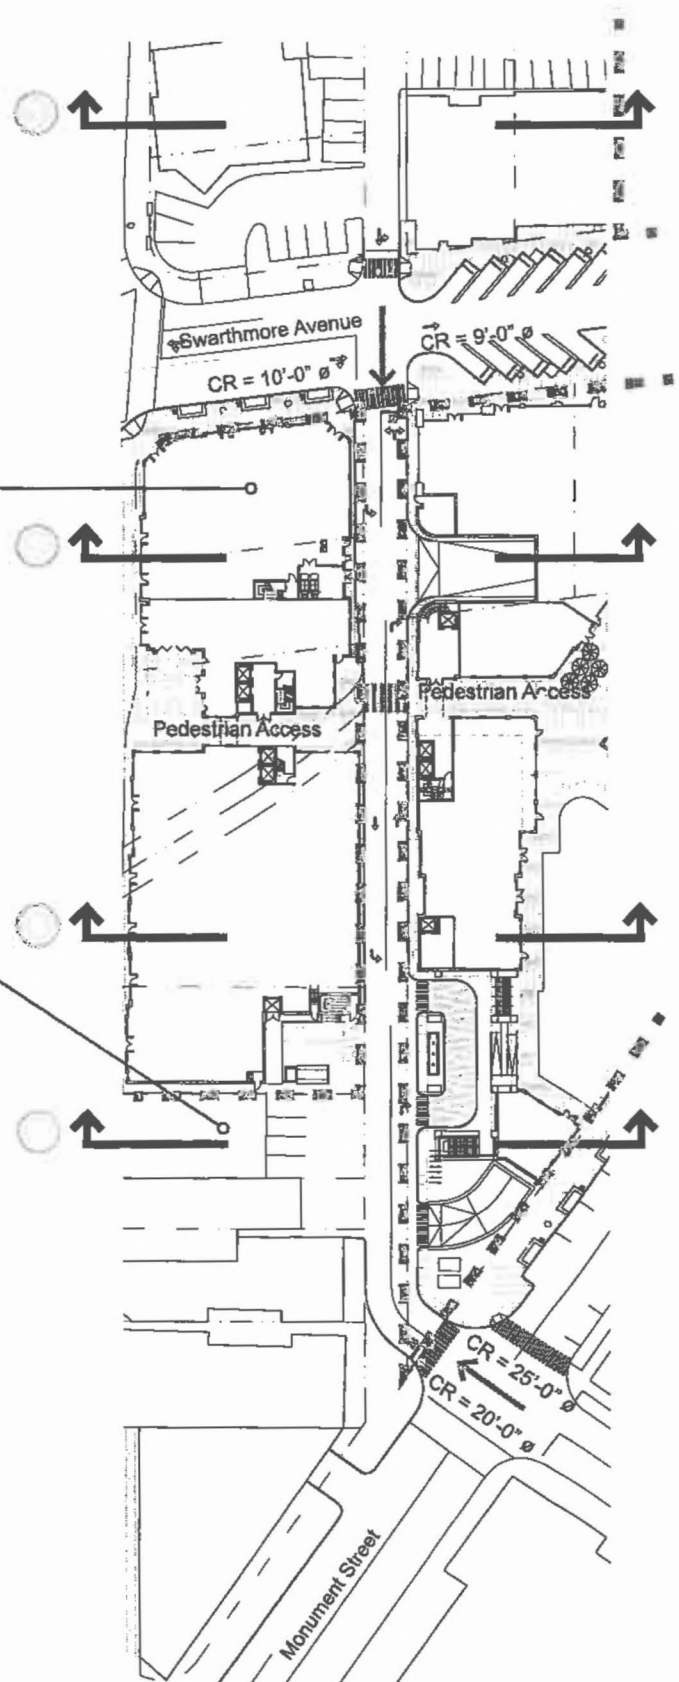 Swarthmore Avenue
CR = 9'-0" ø
CR = 10'-0" ø
Pedestrian Access
Pedestrian Access
CR = 25'-0" ø
CR = 20'-0" ø
Monument Street